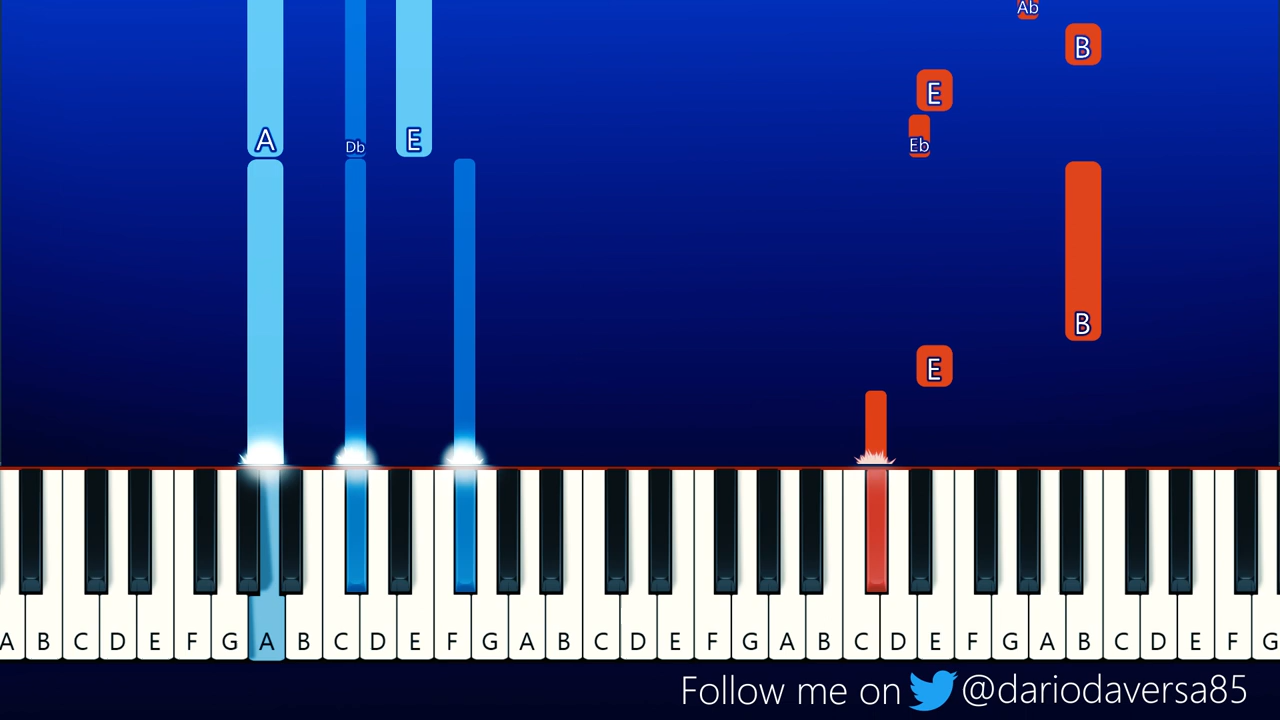 Ab
B
E
A Db E Eb
B
E
A B C D E F G A B C D E F G A B C D E F G A B C D E F G A B C D E F G
Follow me on @dariodaversa85